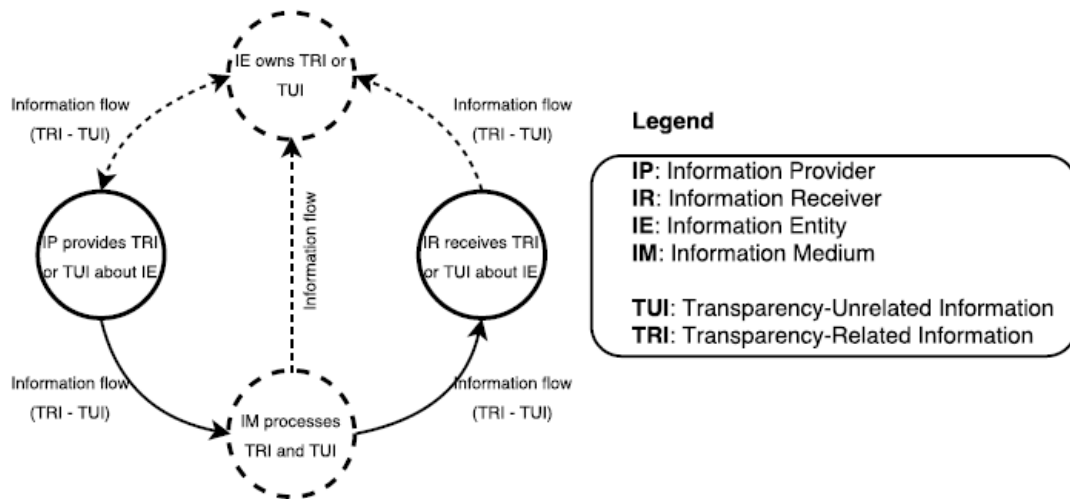 IE owns TRI or
TUI
Information flow
(TRI - TUI)
Information flow
(TRI - TUI)
IP provides TRI
or TUI about IE
Information flow
IR receives TRI
or TUI about IE
Information flow
(TRI - TUI)
IM processes
TRI and TUI
Information flow
(TRI - TUI)
Legend
IP: Information Provider
IR: Information Receiver
IE: Information Entity
IM: Information Medium
TUI: Transparency-Unrelated Information
TRI: Transparency-Related Information